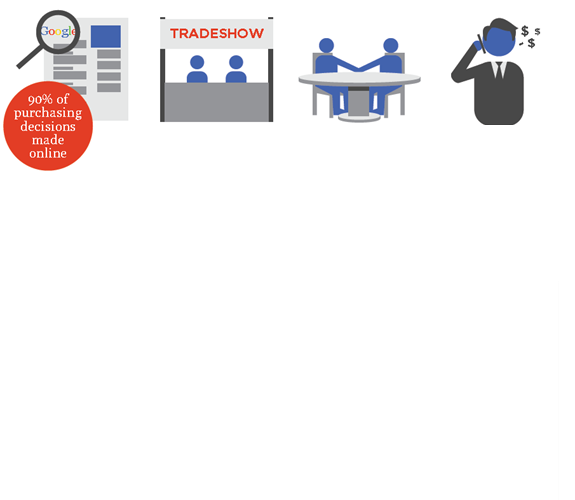 Google
TRADESHOW
$ s
- $
90% of
purchasing
decisions
made
online